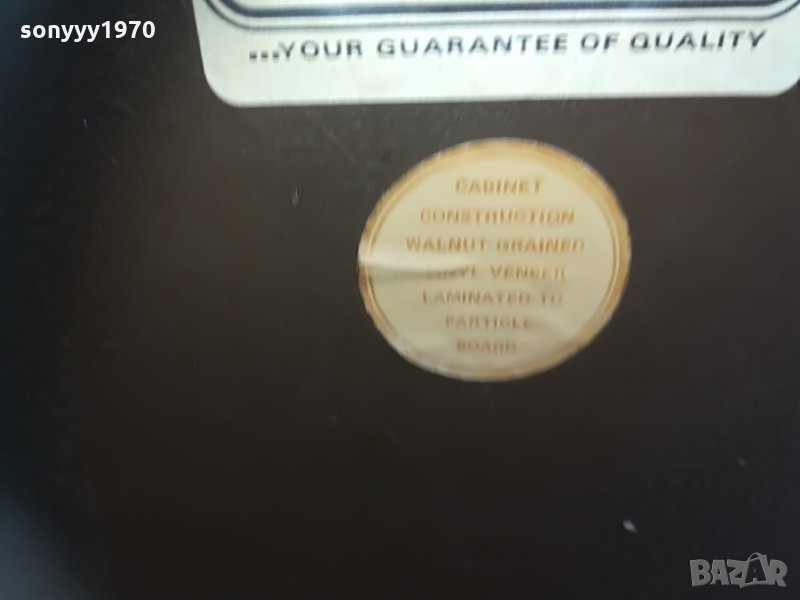 sonyyy1970
...YOUR GUARANTEE OF QUALITY
CABINET
CONSTRUCTION
WALNUT GRAINED
VENEER
LAMINATED TO
PARTICLE
BOARD
BAZAR